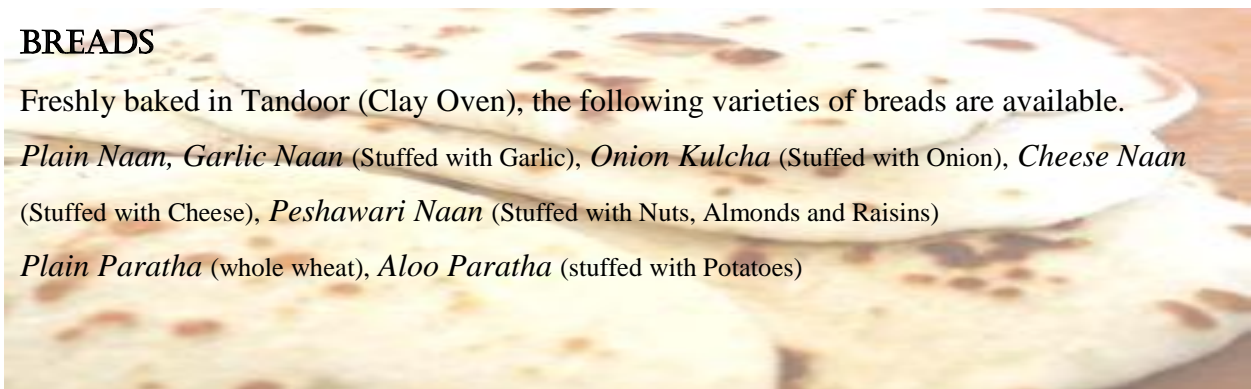 BREADS
Freshly baked in Tandoor (Clay Oven), the following varieties of breads are available.
Plain Naan, Garlic Naan (Stuffed with Garlic), Onion Kulcha (Stuffed with Onion), Cheese Naan
(Stuffed with Cheese), Peshawari Naan (Stuffed with Nuts, Almonds and Raisins)
Plain Paratha (whole wheat), Aloo Paratha (stuffed with Potatoes)